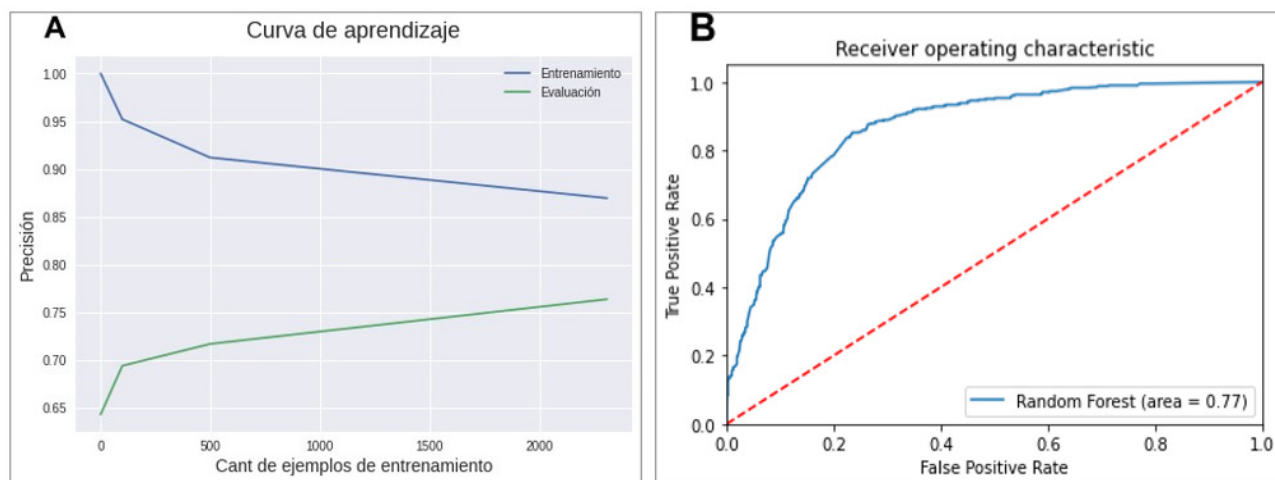 A
Curva de aprendizaje
Entrenamiento
Evaluación
1.00
0.95
0.90
0.85
0.80
0.75
0.70
0.65
Precisión
0
500
1000
1500
2000
Cant de ejemplos de entrenamiento
B
Receiver operating characteristic
1.0
0.8
0.6
0.4
0.2
0.0
True Positive Rate
Random Forest (area = 0.77)
0.0
0.2
0.4
0.6
0.8
1.0
False Positive Rate